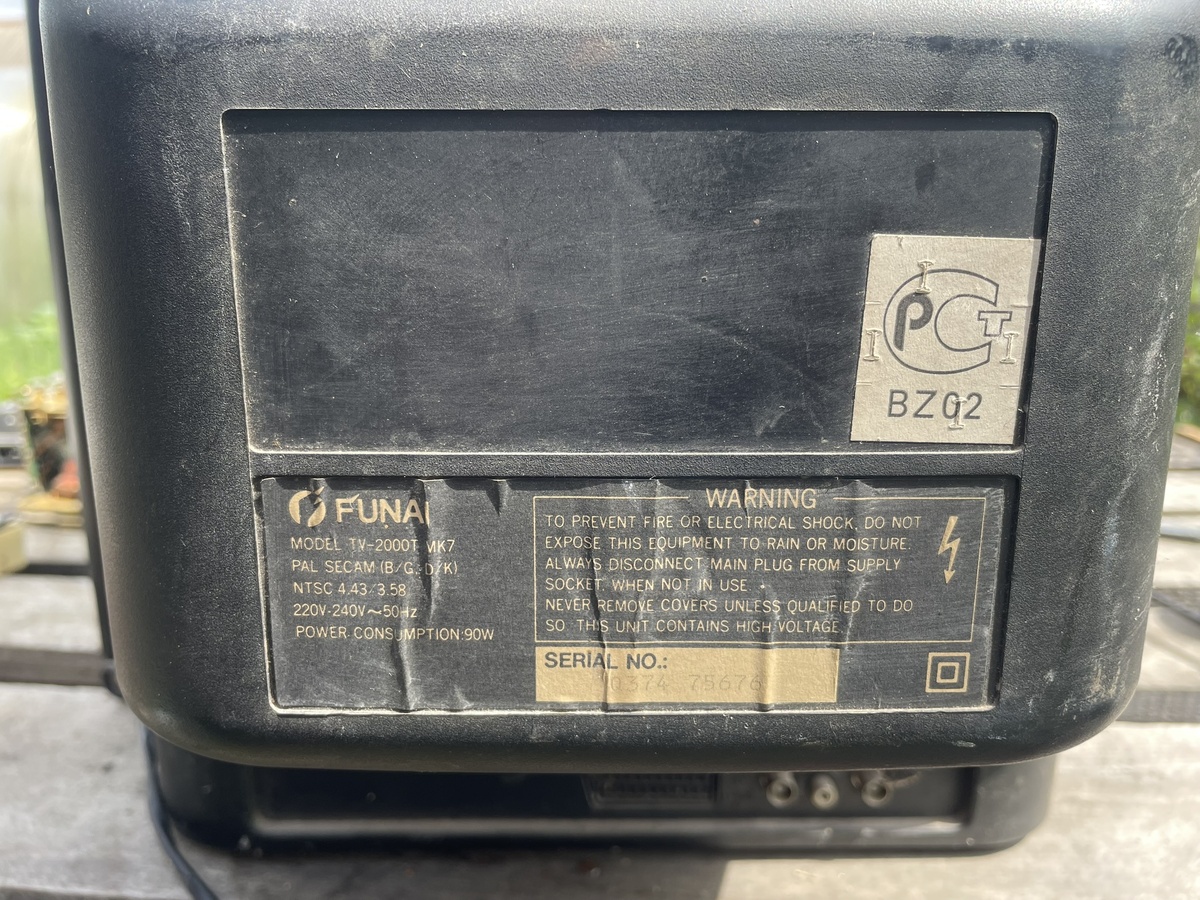 РСТ
BZ02
FUNAI
MODEL TV-2000T MK7
PAL SECAM (B/G, D/K)
NTSC 4.43/3.58
220V-240V~50Hz
POWER CONSUMPTION:90W
WARNING
TO PREVENT FIRE OR ELECTRICAL SHOCK, DO NOT
EXPOSE THIS EQUIPMENT TO RAIN OR MOISTURE.
ALWAYS DISCONNECT MAIN PLUG FROM SUPPLY
SOCKET, WHEN NOT IN USE.
NEVER REMOVE COVERS UNLESS QUALIFIED TO DO
SO THIS UNIT CONTAINS HIGH VOLTAGE.
SERIAL NO.:
75676